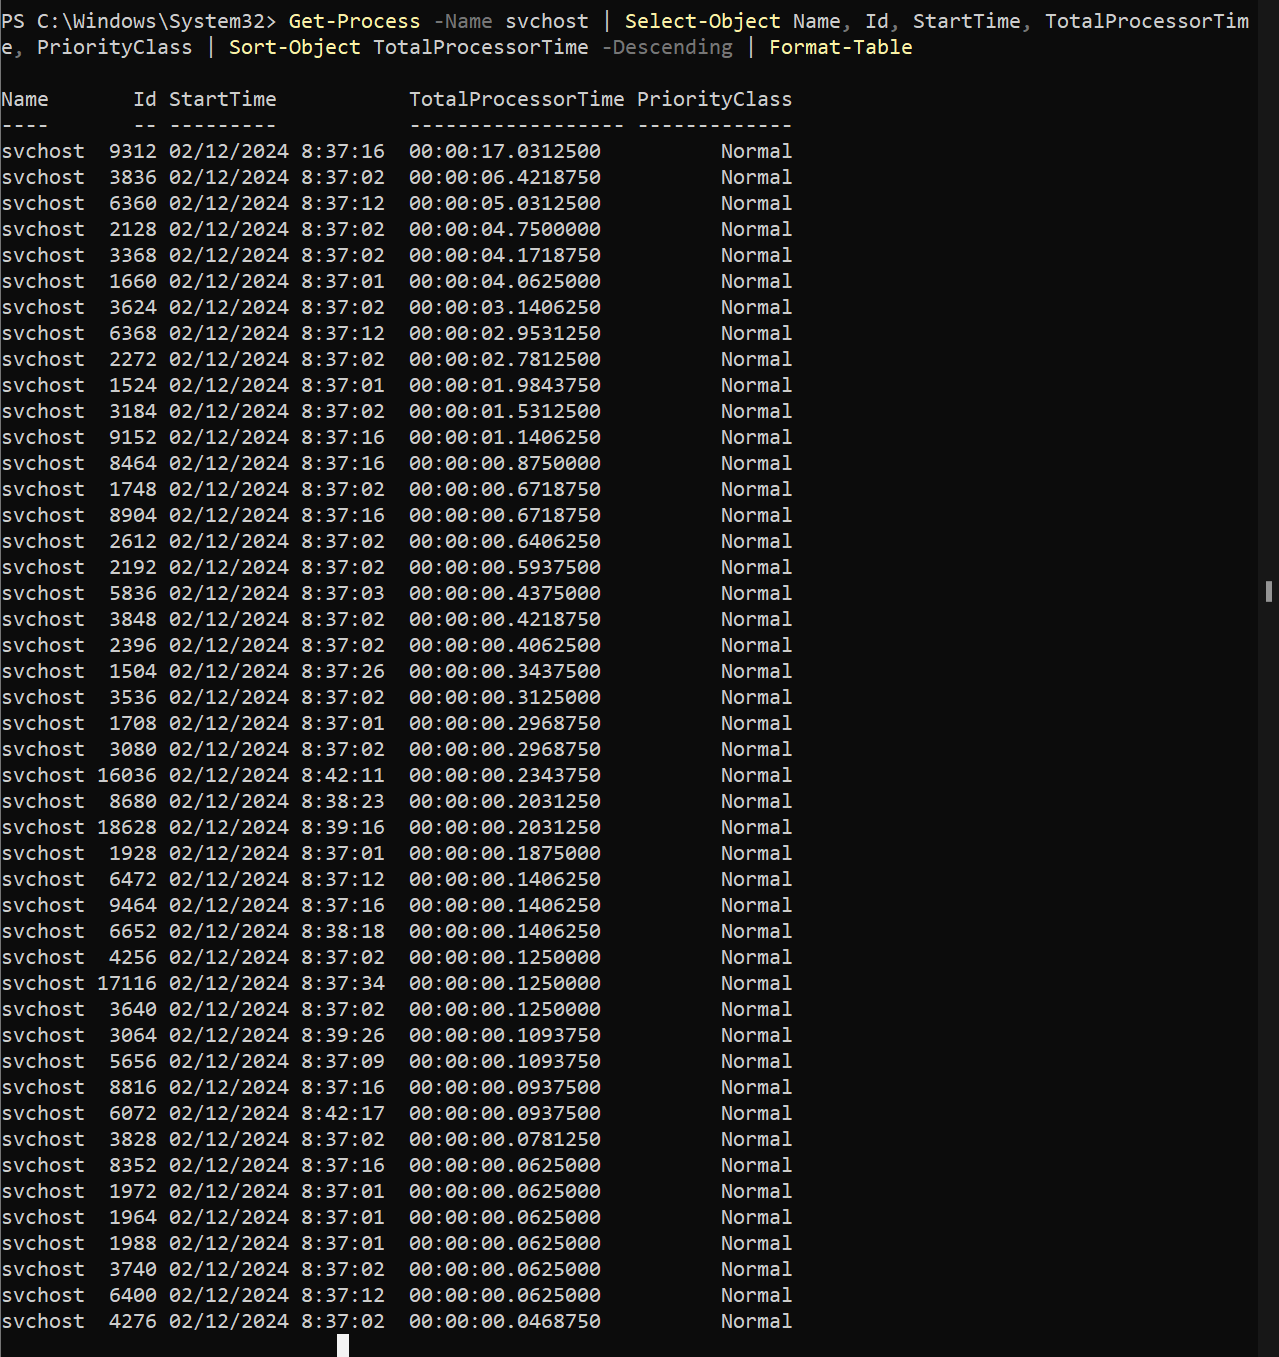 PS C:\Windows\System32> Get-Process -Name svchost | Select-Object Name, Id, StartTime, TotalProcessorTim
e, PriorityClass | Sort-Object TotalProcessorTime -Descending | Format-Table
Name       Id StartTime           TotalProcessorTime PriorityClass
----       -- ---------           ------------------ -------------
svchost  9312 02/12/2024 8:37:16  00:00:17.0312500          Normal
svchost  3836 02/12/2024 8:37:02  00:00:06.4218750          Normal
svchost  6360 02/12/2024 8:37:12  00:00:05.0312500          Normal
svchost  2128 02/12/2024 8:37:02  00:00:04.7500000          Normal
svchost  3368 02/12/2024 8:37:02  00:00:04.1718750          Normal
svchost  1660 02/12/2024 8:37:01  00:00:04.0625000          Normal
svchost  3624 02/12/2024 8:37:02  00:00:03.1406250          Normal
svchost  6368 02/12/2024 8:37:12  00:00:02.9531250          Normal
svchost  2272 02/12/2024 8:37:02  00:00:02.7812500          Normal
svchost  1524 02/12/2024 8:37:01  00:00:01.9843750          Normal
svchost  3184 02/12/2024 8:37:02  00:00:01.5312500          Normal
svchost  9152 02/12/2024 8:37:16  00:00:01.1406250          Normal
svchost  8464 02/12/2024 8:37:16  00:00:00.8750000          Normal
svchost  1748 02/12/2024 8:37:02  00:00:00.6718750          Normal
svchost  8904 02/12/2024 8:37:16  00:00:00.6718750          Normal
svchost  2612 02/12/2024 8:37:02  00:00:00.6406250          Normal
svchost  2192 02/12/2024 8:37:02  00:00:00.5937500          Normal
svchost  5836 02/12/2024 8:37:03  00:00:00.4375000          Normal
svchost  3848 02/12/2024 8:37:02  00:00:00.4218750          Normal
svchost  2396 02/12/2024 8:37:02  00:00:00.4062500          Normal
svchost  1504 02/12/2024 8:37:26  00:00:00.3437500          Normal
svchost  3536 02/12/2024 8:37:02  00:00:00.3125000          Normal
svchost  1708 02/12/2024 8:37:01  00:00:00.2968750          Normal
svchost  3080 02/12/2024 8:37:02  00:00:00.2968750          Normal
svchost 16036 02/12/2024 8:42:11  00:00:00.2343750          Normal
svchost  8680 02/12/2024 8:38:23  00:00:00.2031250          Normal
svchost 18628 02/12/2024 8:39:16  00:00:00.2031250          Normal
svchost  1928 02/12/2024 8:37:01  00:00:00.1875000          Normal
svchost  6472 02/12/2024 8:37:12  00:00:00.1406250          Normal
svchost  9464 02/12/2024 8:37:16  00:00:00.1406250          Normal
svchost  6652 02/12/2024 8:38:18  00:00:00.1406250          Normal
svchost  4256 02/12/2024 8:37:02  00:00:00.1250000          Normal
svchost 17116 02/12/2024 8:37:34  00:00:00.1250000          Normal
svchost  3640 02/12/2024 8:37:02  00:00:00.1250000          Normal
svchost  3064 02/12/2024 8:39:26  00:00:00.1093750          Normal
svchost  5656 02/12/2024 8:37:09  00:00:00.1093750          Normal
svchost  8816 02/12/2024 8:37:16  00:00:00.0937500          Normal
svchost  6072 02/12/2024 8:42:17  00:00:00.0937500          Normal
svchost  3828 02/12/2024 8:37:02  00:00:00.0781250          Normal
svchost  8352 02/12/2024 8:37:16  00:00:00.0625000          Normal
svchost  1972 02/12/2024 8:37:01  00:00:00.0625000          Normal
svchost  1964 02/12/2024 8:37:01  00:00:00.0625000          Normal
svchost  1988 02/12/2024 8:37:01  00:00:00.0625000          Normal
svchost  3740 02/12/2024 8:37:02  00:00:00.0625000          Normal
svchost  6400 02/12/2024 8:37:12  00:00:00.0625000          Normal
svchost  4276 02/12/2024 8:37:02  00:00:00.0468750          Normal